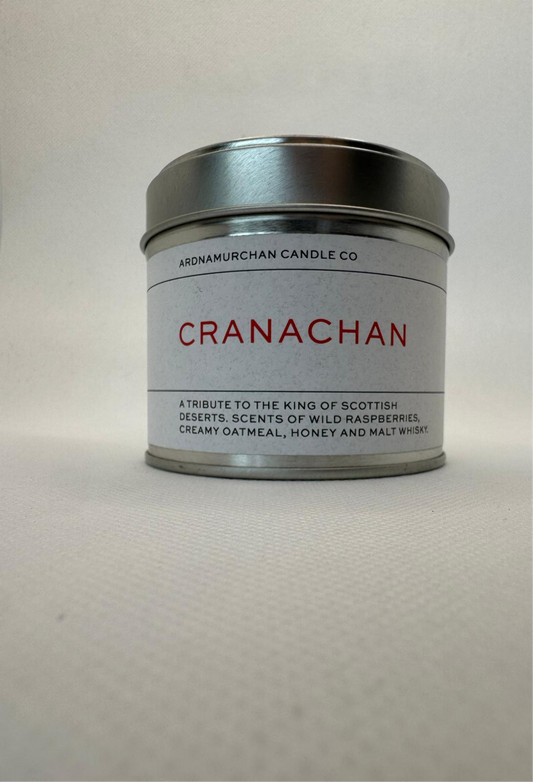 ARDNAMURCHAN CANDLE CO
CRANACHAN
A TRIBUTE TO THE KING OF SCOTTISH
DESERTS. SCENTS OF WILD RASPBERRIES,
CREAMY OATMEAL, HONEY AND MALT WHISKY.